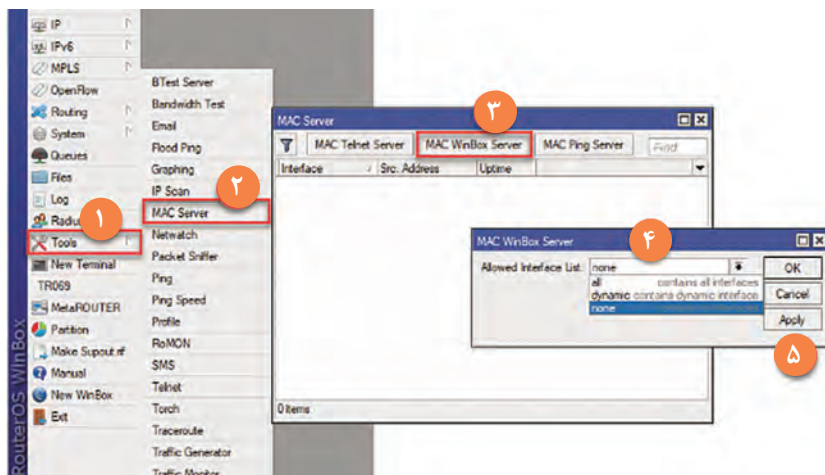 IP
IPv6
MPLS
OpenFlow
Routing
System
Queues
Files
Log
Radius
۱
Tools
New Terminal
TR069
MetaROUTER
Partition
Make Supout.rif
Manual
New WinBox
Exit
RouterOS WinBox
BTest Server
Bandwidth Test
Email
Flood Ping
Graphing
IP Scan
۲
MAC Server
Netwatch
Packet Sniffer
Ping
Ping Speed
Profile
RoMON
SMS
Telnet
Torch
Traceroute
Traffic Generator
Traffic Monitor
MAC Server
۳
MAC Telnet Server MAC WinBox Server MAC Ping Server Find
Interface Src. Address Uptime
0 items
MAC WinBox Server
۴
Allowed Interface List: none OK
all contains all interfaces
dynamic contains dynamic interface Cancel
none
Apply
۵